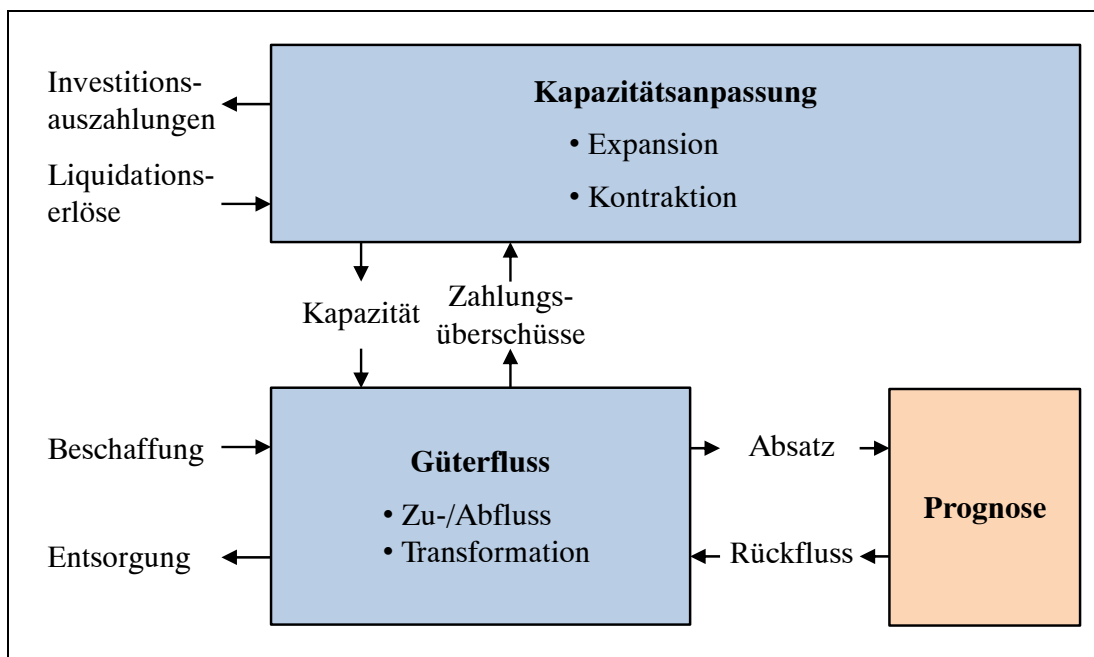 Investitions-
auszahlungen
Liquidations-
erlöse
Kapazitätsanpassung
• Expansion
• Kontraktion
Kapazität
Zahlungs-
überschüsse
Beschaffung
Entsorgung
Güterfluss
• Zu-/Abfluss
• Transformation
Absatz
Rückfluss
Prognose